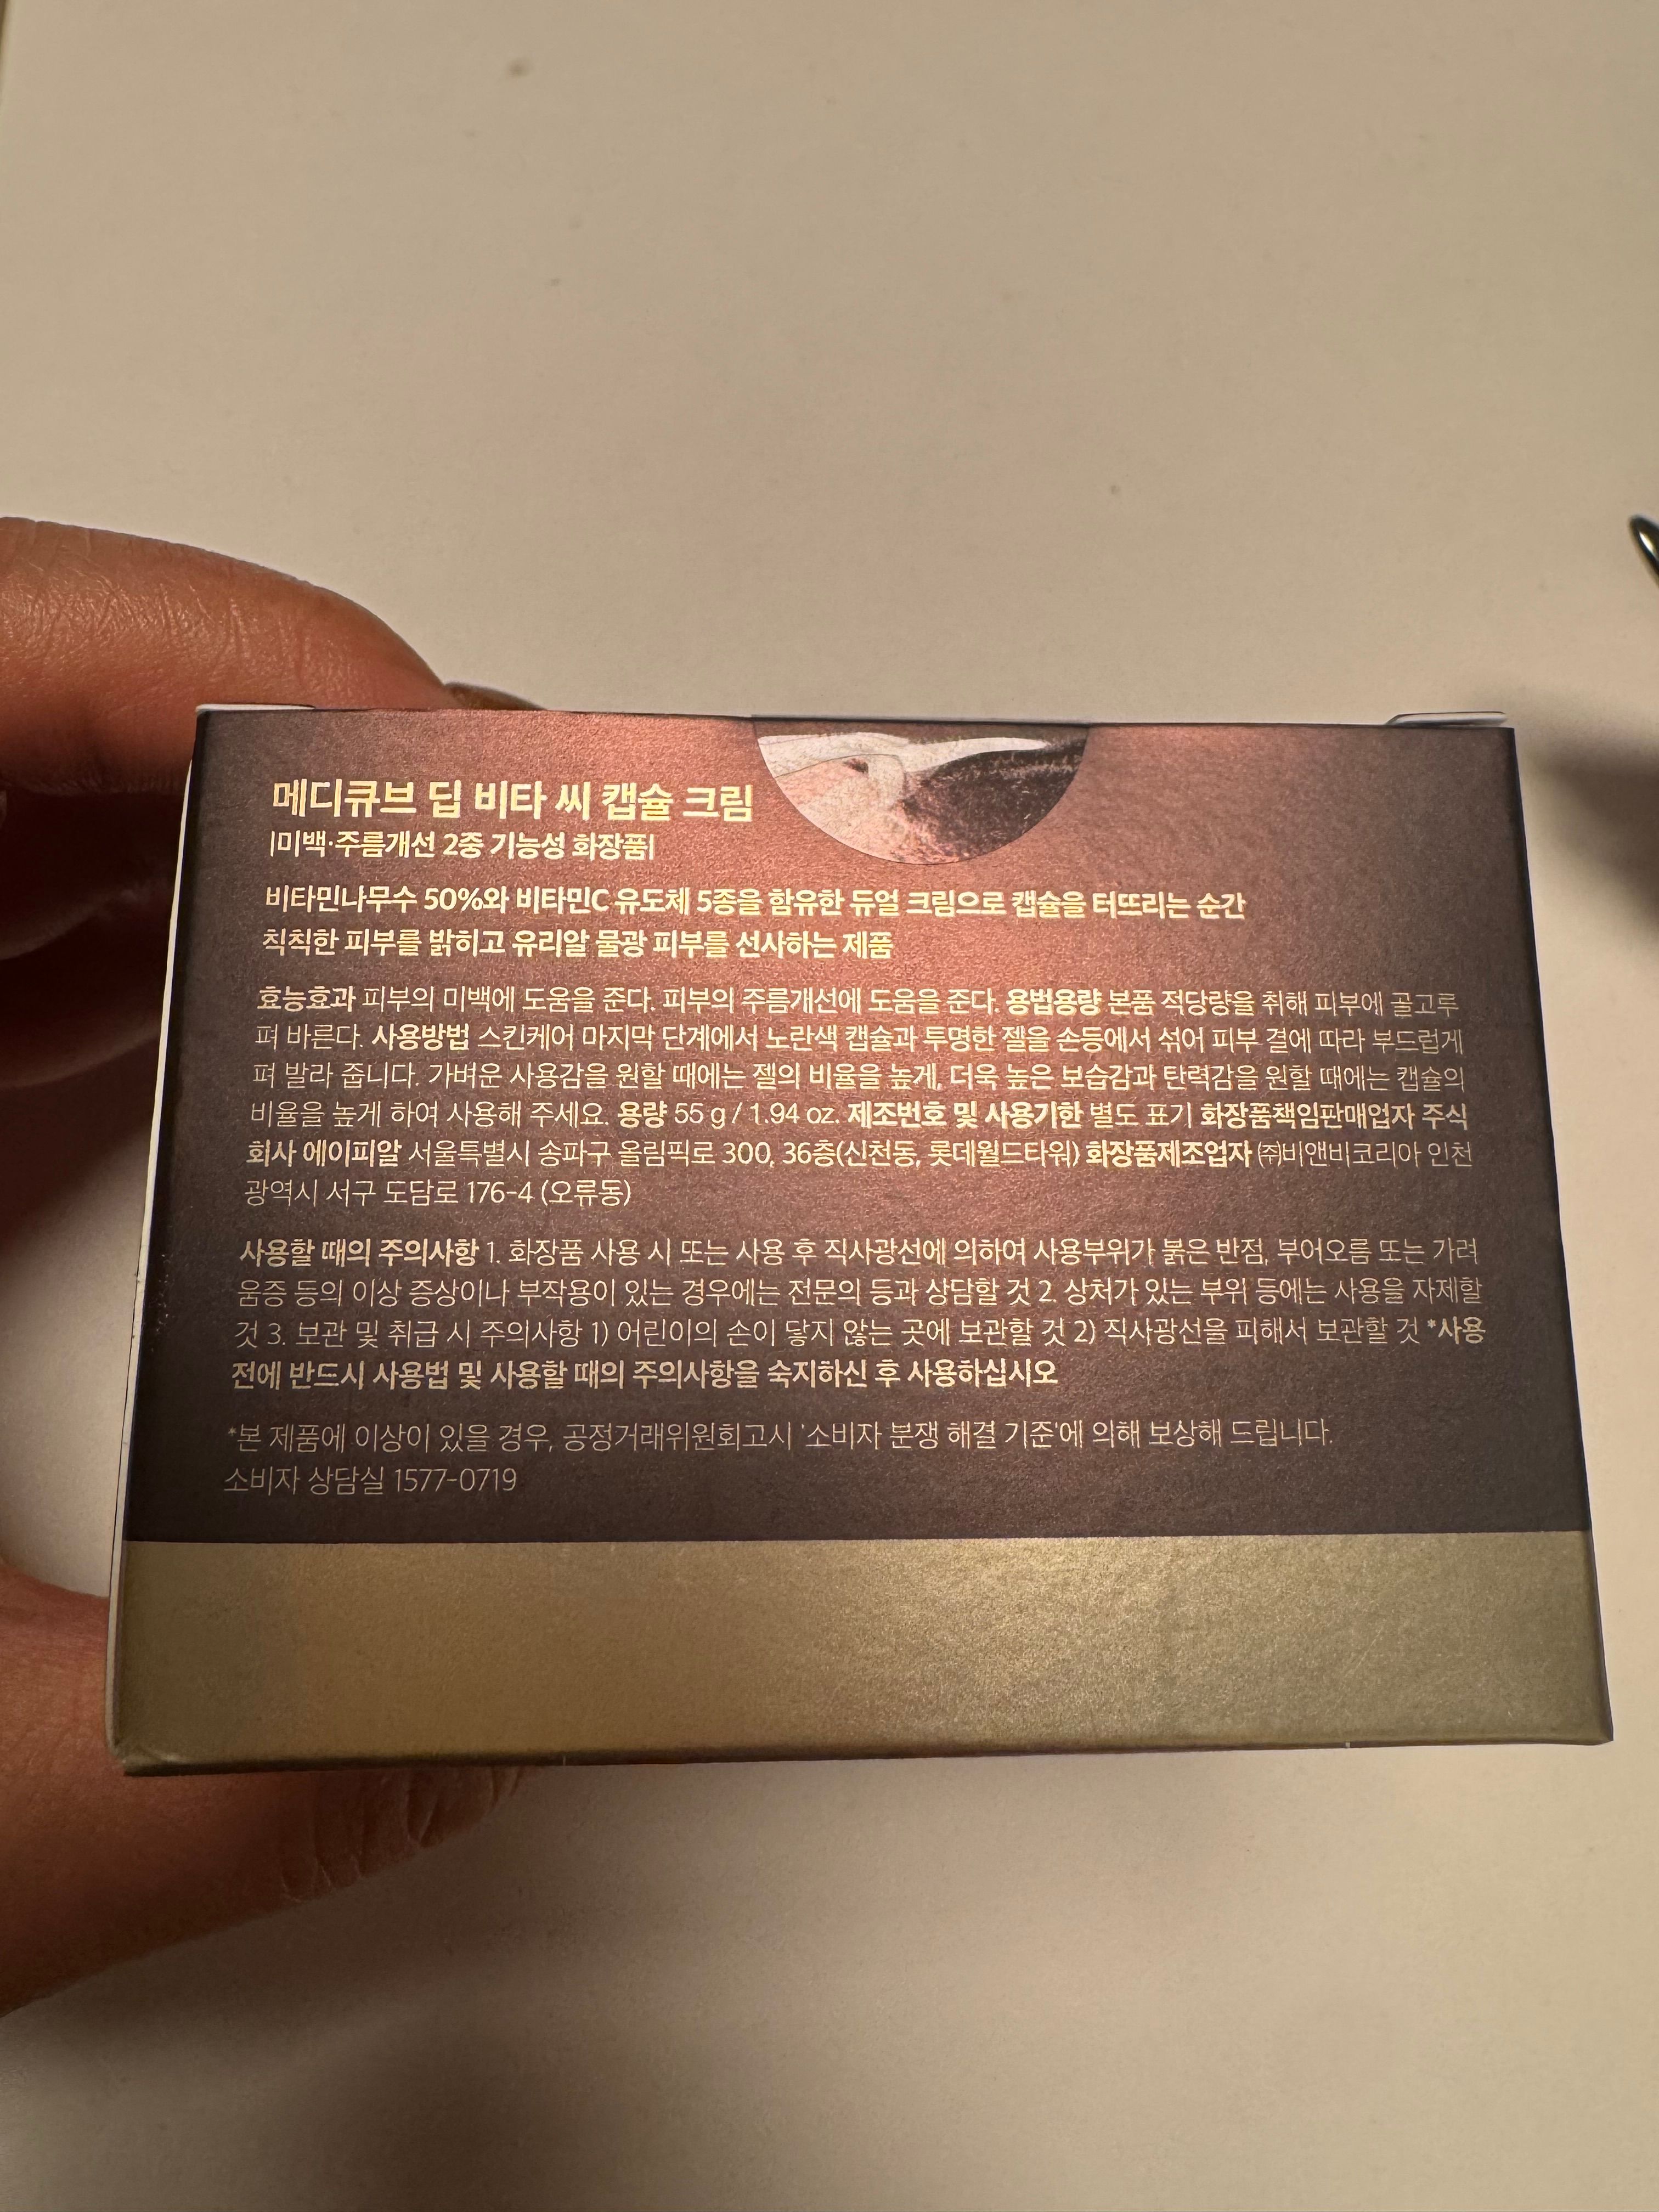 메디큐브 딥 비타 씨 캡슐 크림
|미백·주름개선 2중 기능성 화장품|
비타민나무수 50%와 비타민C 유도체 5종을 함유한 듀얼 크림으로 캡슐을 터뜨리는 순간
칙칙한 피부를 밝히고 유리알 물광 피부를 선사하는 제품
효능효과 피부의 미백에 도움을 준다. 피부의 주름개선에 도움을 준다. 용법용량 본품 적당량을 취해 피부에 골고루
펴 바른다. 사용방법 스킨케어 마지막 단계에서 노란색 캡슐과 투명한 젤을 손등에서 섞어 피부 결에 따라 부드럽게
펴 발라 줍니다. 가벼운 사용감을 원할 때에는 젤의 비율을 높게, 더욱 높은 보습감과 탄력감을 원할 때에는 캡슐의
비율을 높게 하여 사용해 주세요. 용량 55 g / 1.94 oz. 제조번호 및 사용기한 별도 표기 화장품책임판매업자 주식
회사 에이피알 서울특별시 송파구 올림픽로 300, 36층(신천동, 롯데월드타워) 화장품제조업자 ㈜비앤비코리아 인천
광역시 서구 도담로 176-4 (오류동)
사용할 때의 주의사항 1. 화장품 사용 시 또는 사용 후 직사광선에 의하여 사용부위가 붉은 반점, 부어오름 또는 가려
움증 등의 이상 증상이나 부작용이 있는 경우에는 전문의 등과 상담할 것 2. 상처가 있는 부위 등에는 사용을 자제할
것 3. 보관 및 취급 시 주의사항 1) 어린이의 손이 닿지 않는 곳에 보관할 것 2) 직사광선을 피해서 보관할 것 *사용
전에 반드시 사용법 및 사용할 때의 주의사항을 숙지하신 후 사용하십시오
*본 제품에 이상이 있을 경우, 공정거래위원회고시 '소비자 분쟁 해결 기준'에 의해 보상해 드립니다.
소비자 상담실 1577-0719